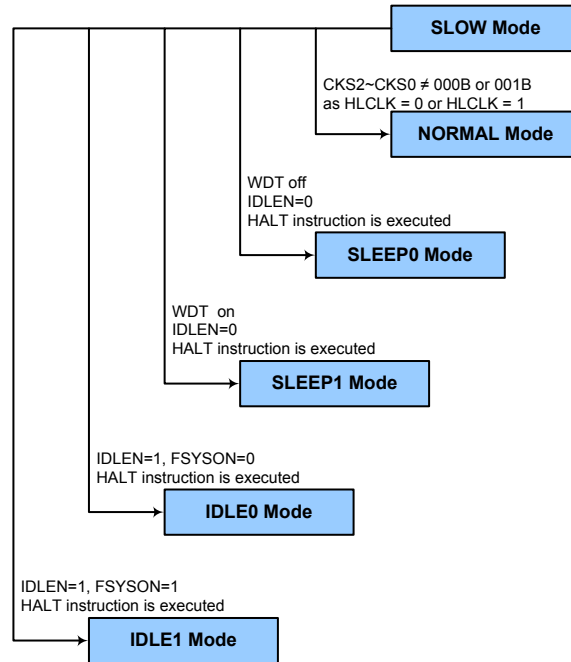 SLOW Mode
CKS2~CKS0 ≠ 000B or 001B
as HLCLK = 0 or HLCLK = 1
NORMAL Mode
WDT off
IDLEN=0
HALT instruction is executed
SLEEP0 Mode
WDT on
IDLEN=0
HALT instruction is executed
SLEEP1 Mode
IDLEN=1, FSYSON=0
HALT instruction is executed
IDLE0 Mode
IDLEN=1, FSYSON=1
HALT instruction is executed
IDLE1 Mode